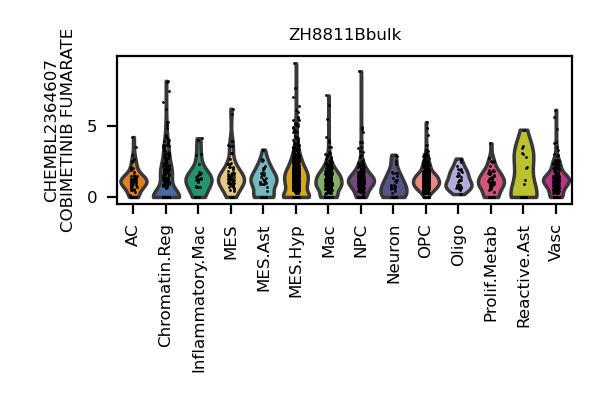 ZH8811Bbulk
CHEMBL2364607
COBIMETINIB FUMARATE
5
0
AC
Chromatin.Reg
Inflammatory.Mac
MES
MES.Ast
MES.Hyp
Mac
NPC
Neuron
OPC
Oligo
Prolif.Metab
Reactive.Ast
Vasc